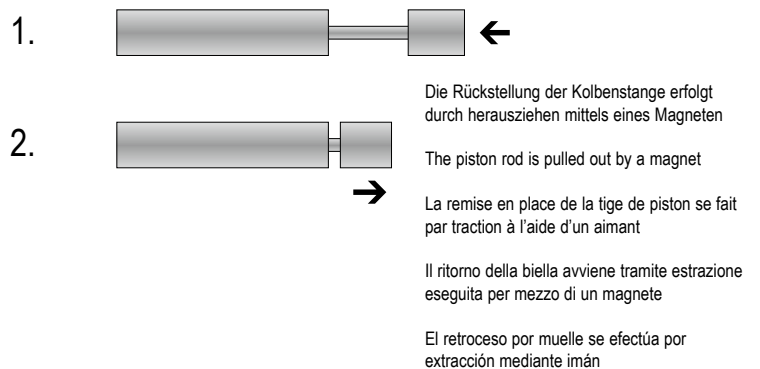 1.
2.
Die Rückstellung der Kolbenstange erfolgt
durch herausziehen mittels eines Magneten
The piston rod is pulled out by a magnet
La remise en place de la tige de piston se fait
par traction à l’aide d’un aimant
Il ritorno della biella avviene tramite estrazione
eseguita per mezzo di un magnete
El retroceso por muelle se efectúa por
extracción mediante imán